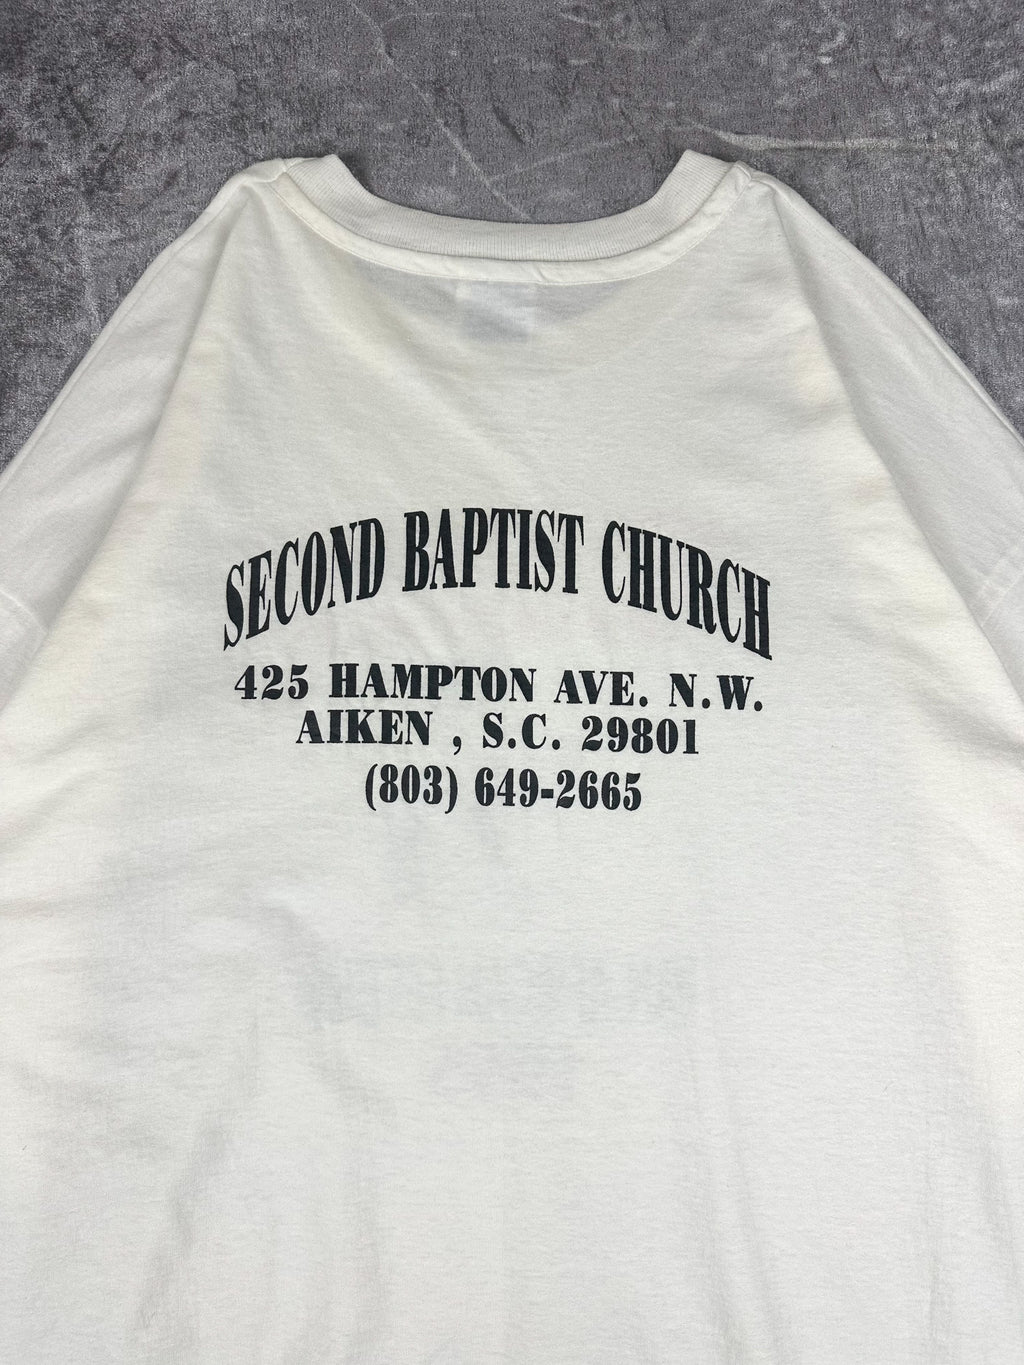 SECOND BAPTIST CHURCH
425 HAMPTON AVE. N.W.
AIKEN , S.C. 29801
(803) 649-2665